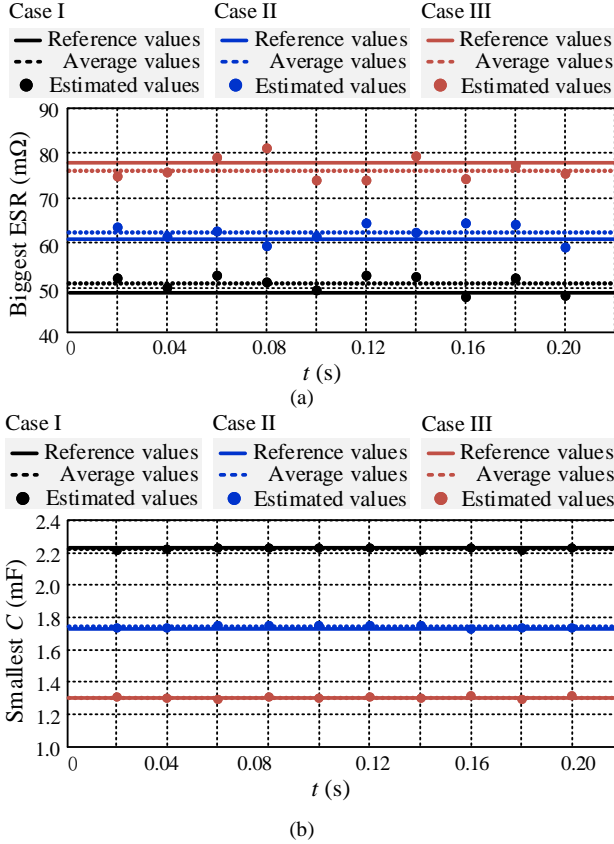 Case I Case II Case III
Reference values Reference values Reference values
Average values Average values Average values
Estimated values Estimated values Estimated values
90
80
70
60
50
40
Biggest ESR (mΩ)
0 0.04 0.08 0.12 0.16 0.20
t (s)
(a)
Case I Case II Case III
Reference values Reference values Reference values
Average values Average values Average values
Estimated values Estimated values Estimated values
2.4
2.2
2.0
1.8
1.6
1.4
1.2
1.0
Smallest C (mF)
0 0.04 0.08 0.12 0.16 0.20
t (s)
(b)